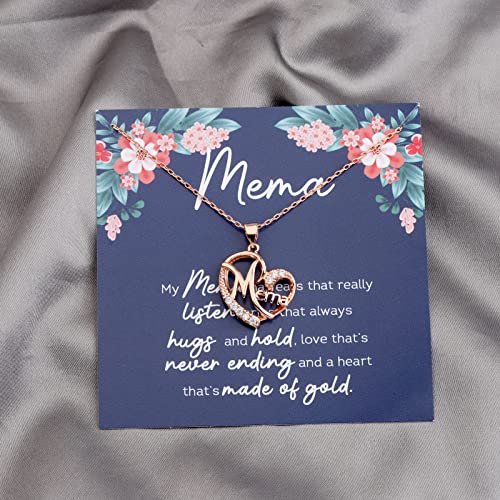 Mema
M
Mema
My ears that really
listen that always
hugs and hold, love that's
never ending and a heart
that's made of gold.